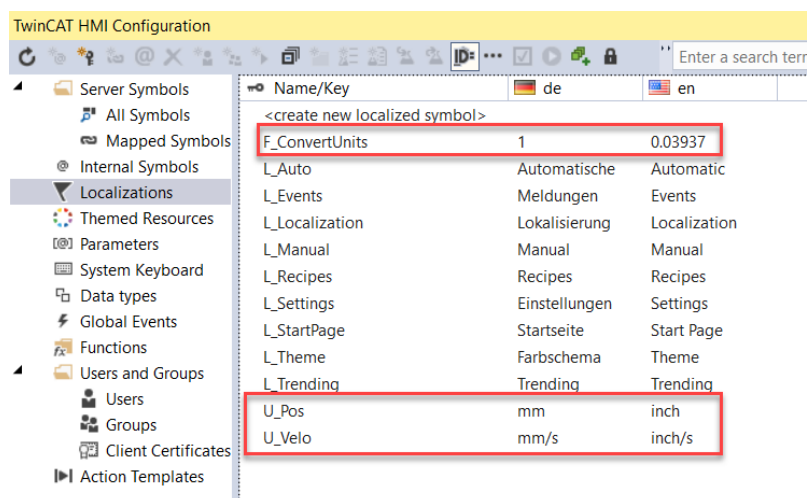 TwinCAT HMI Configuration
ID= Enter a search term
Server Symbols
All Symbols
Mapped Symbols
Internal Symbols
Localizations
Themed Resources
Parameters
System Keyboard
Data types
Global Events
Functions
Users and Groups
Users
Groups
Client Certificates
Action Templates
Name/Key de en
<create new localized symbol>
F_ConvertUnits 1 0.03937
L_Auto Automatische Automatic
L_Events Meldungen Events
L_Localization Lokalisierung Localization
L_Manual Manual Manual
L_Recipes Recipes Recipes
L_Settings Einstellungen Settings
L_StartPage Startseite Start Page
L_Theme Farbschema Theme
L_Trending Trending Trending
U_Pos mm inch
U_Velo mm/s inch/s